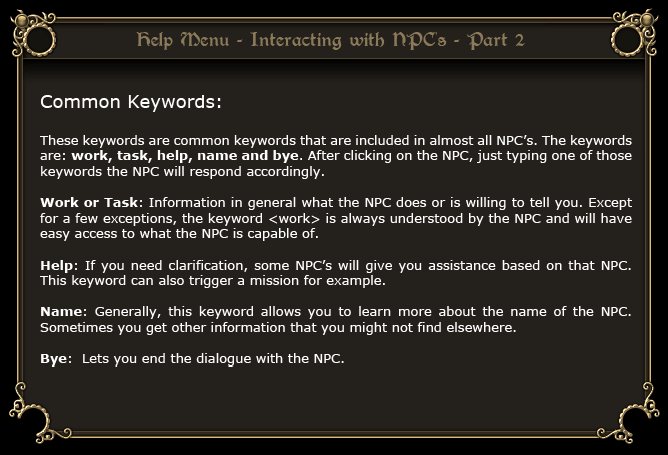 Help Menu - Interacting with NPC's - Part 2
Common Keywords:
These keywords are common keywords that are included in almost all NPC's. The keywords
are: work, task, help, name and bye. After clicking on the NPC, just typing one of those
keywords the NPC will respond accordingly.
Work or Task: Information in general what the NPC does or is willing to tell you. Except
for a few exceptions, the keyword <work> is always understood by the NPC and will have
easy access to what the NPC is capable of.
Help: If you need clarification, some NPC's will give you assistance based on that NPC.
This keyword can also trigger a mission for example.
Name: Generally, this keyword allows you to learn more about the name of the NPC.
Sometimes you get other information that you might not find elsewhere.
Bye:  Lets you end the dialogue with the NPC.